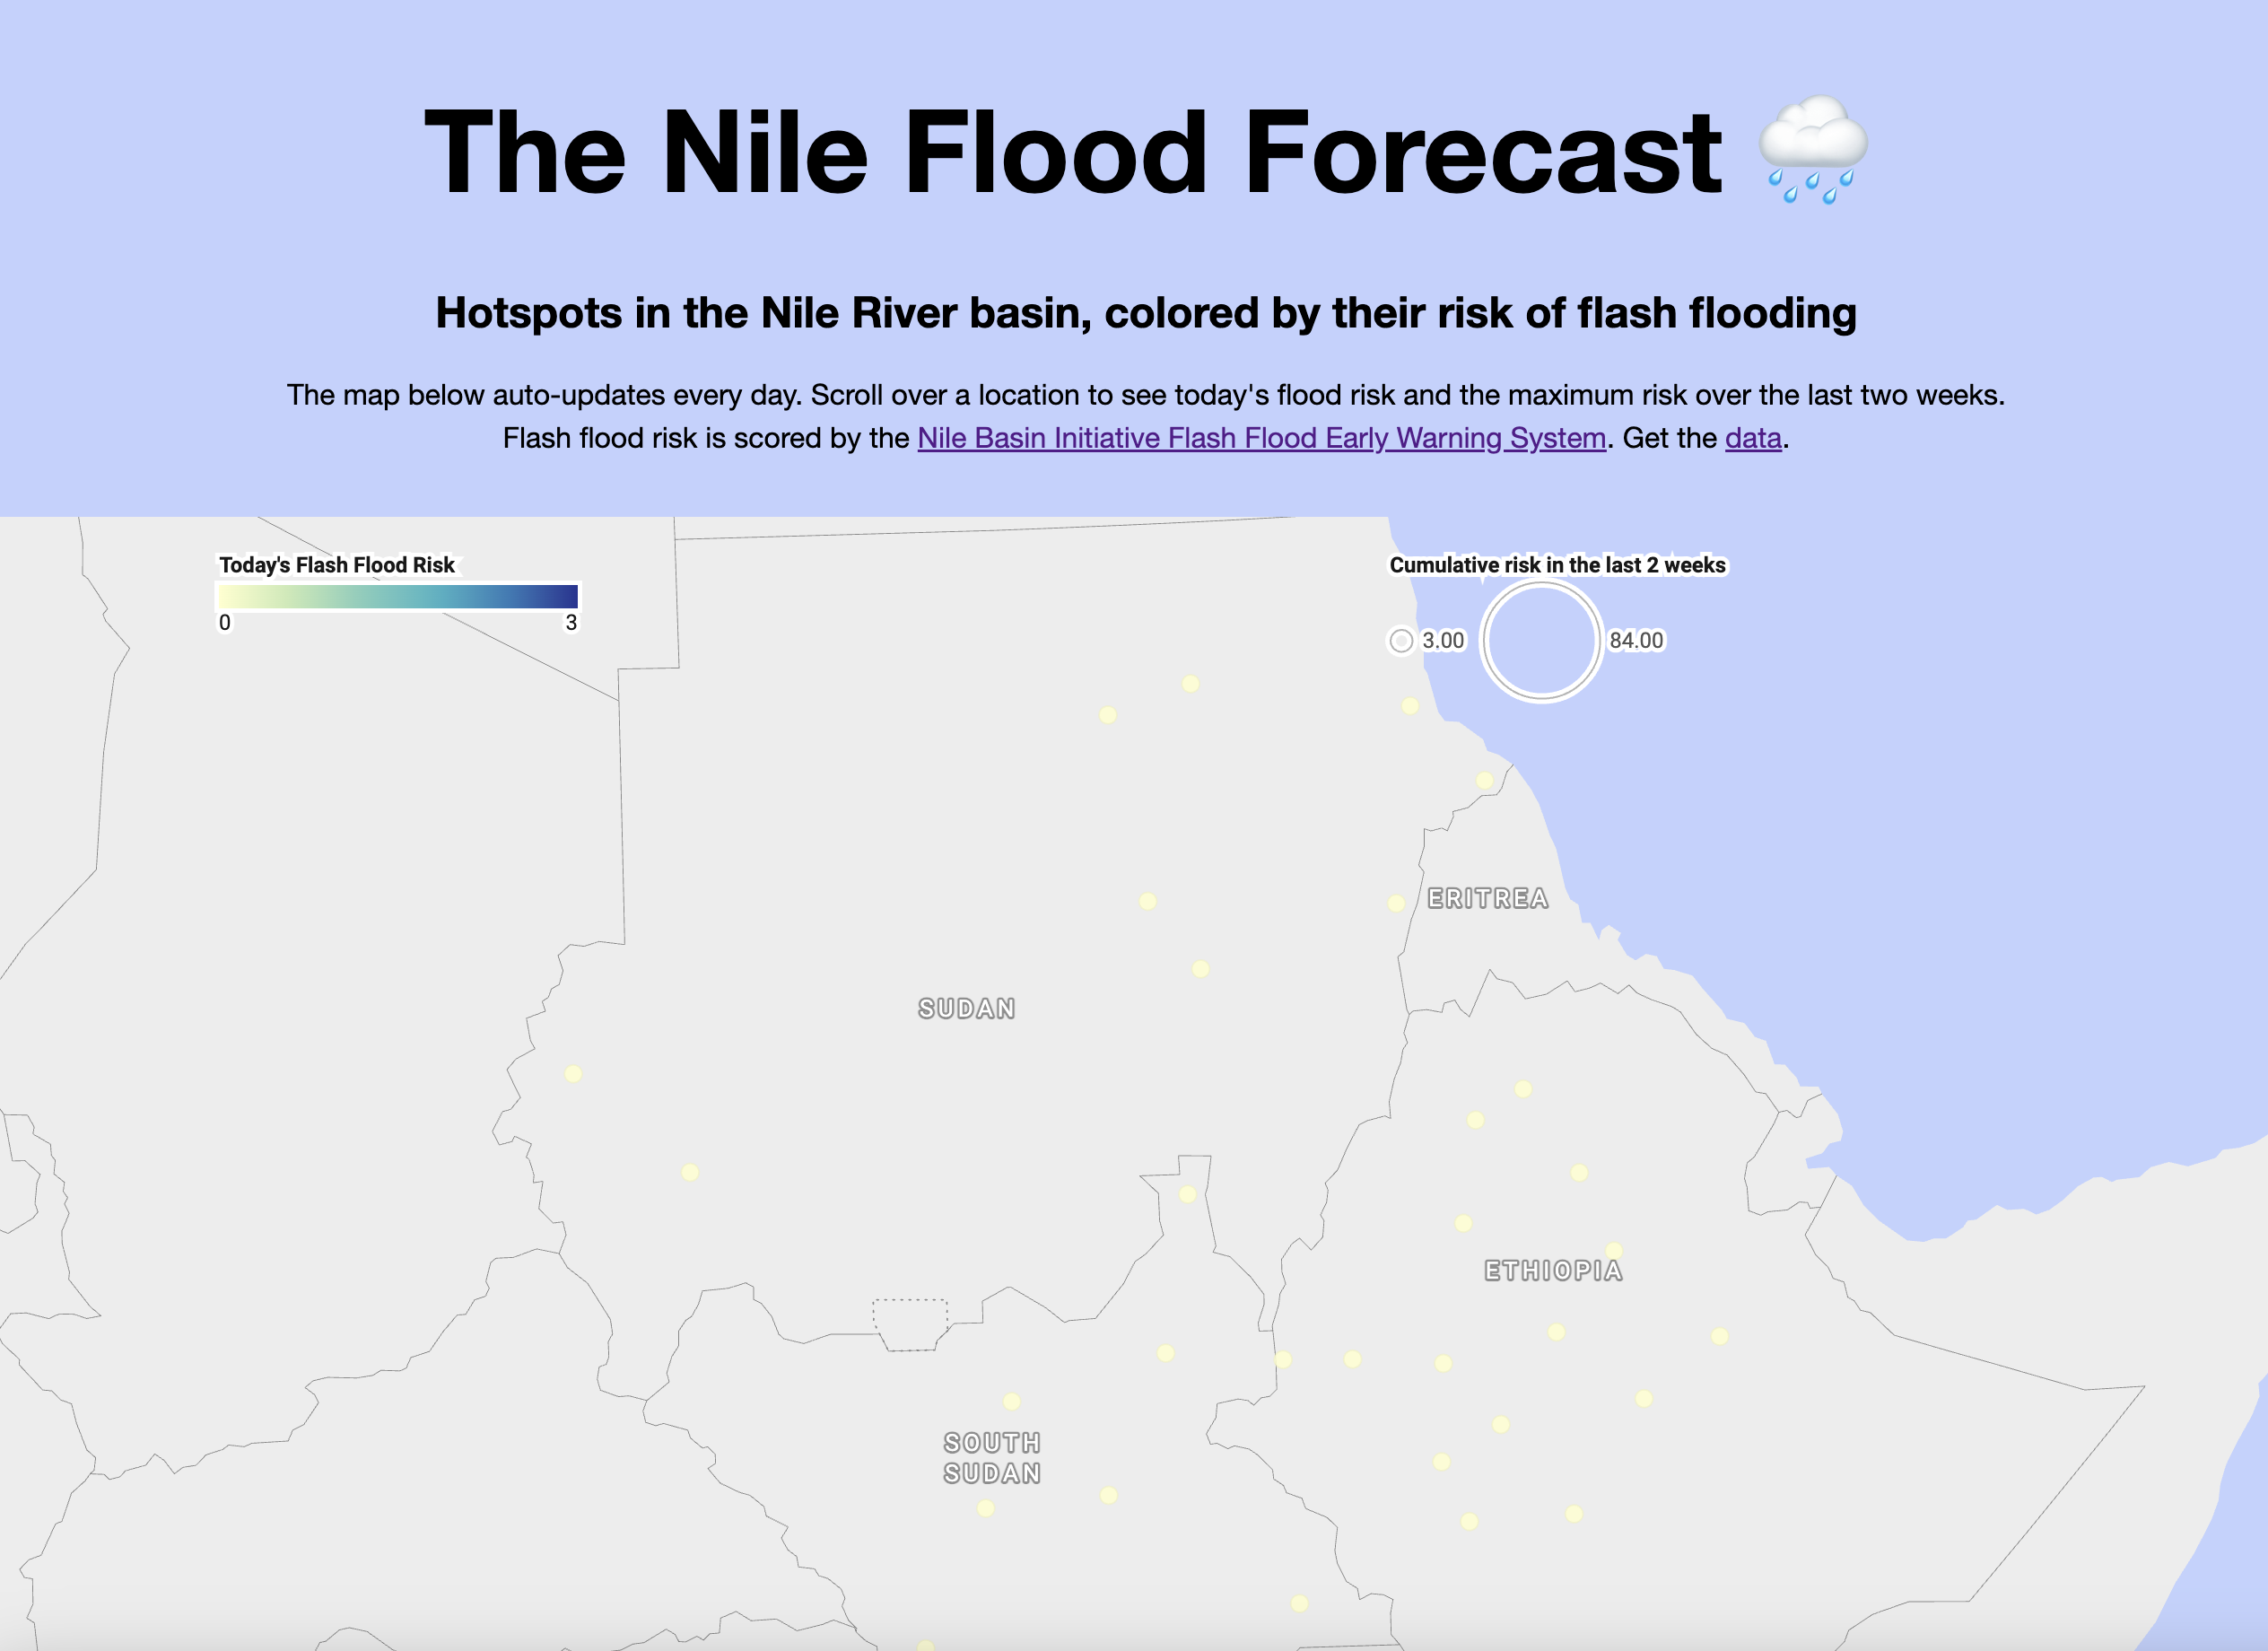 The Nile Flood Forecast 🌧️
Hotspots in the Nile River basin, colored by their risk of flash flooding
The map below auto-updates every day. Scroll over a location to see today's flood risk and the maximum risk over the last two weeks.
Flash flood risk is scored by the Nile Basin Initiative Flash Flood Early Warning System. Get the data.
Today's Flash Flood Risk
0 3
Cumulative risk in the last 2 weeks
3.00 84.00
ERITREA
SUDAN
ETHIOPIA
SOUTH
SUDAN